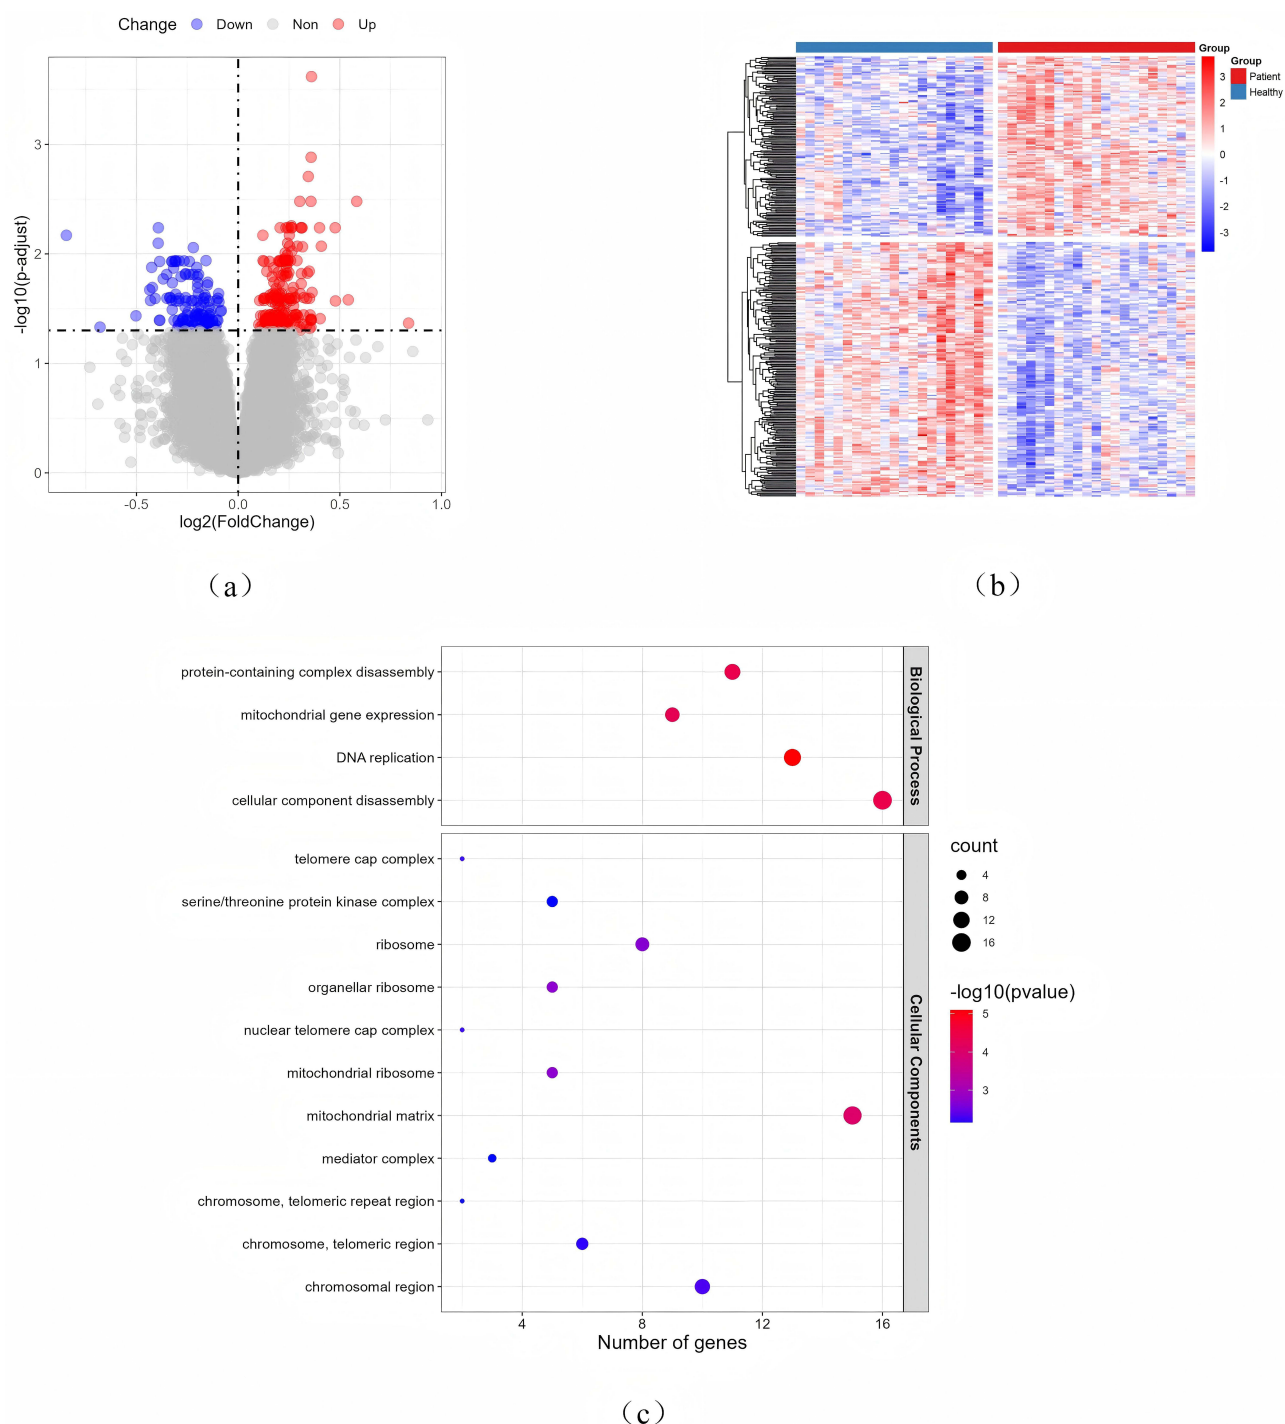 Change Down Non Up
-log10(p-adjust)
3
2
1
0
-0.5 0.0 0.5 1.0
log2(FoldChange)
(a)
Group
3
2
1
0
-1
-2
-3
Group
Patient
Healthy
(b)
protein-containing complex disassembly
mitochondrial gene expression
DNA replication
cellular component disassembly
Biological Process
telomere cap complex
serine/threonine protein kinase complex
ribosome
organellar ribosome
nuclear telomere cap complex
mitochondrial ribosome
mitochondrial matrix
mediator complex
chromosome, telomeric repeat region
chromosome, telomeric region
chromosomal region
Cellular Components
4 8 12 16
Number of genes
count
4
8
12
16
-log10(pvalue)
5
4
3
(c)